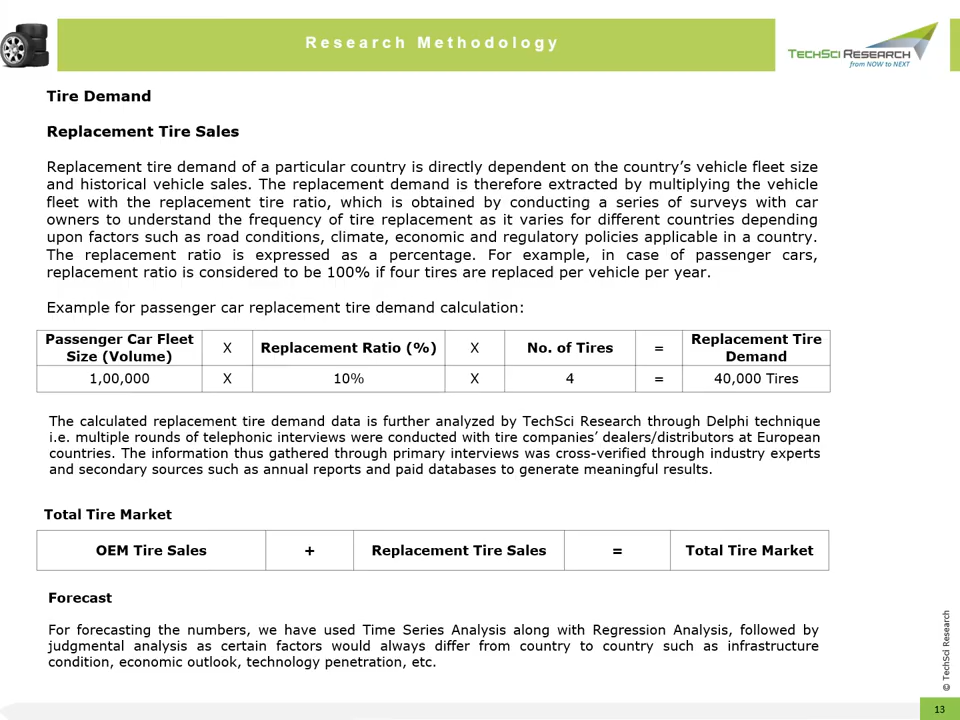 Research Methodology
TECHSCI RESEARCH
from NOW to NEXT
Tire Demand
Replacement Tire Sales
Replacement tire demand of a particular country is directly dependent on the country’s vehicle fleet size
and historical vehicle sales. The replacement demand is therefore extracted by multiplying the vehicle
fleet with the replacement tire ratio, which is obtained by conducting a series of surveys with car
owners to understand the frequency of tire replacement as it varies for different countries depending
upon factors such as road conditions, climate, economic and regulatory policies applicable in a country.
The replacement ratio is expressed as a percentage. For example, in case of passenger cars,
replacement ratio is considered to be 100% if four tires are replaced per vehicle per year.
Example for passenger car replacement tire demand calculation:
Passenger Car Fleet
Size (Volume)
X
Replacement Ratio (%)
X
No. of Tires
=
Replacement Tire
Demand
1,00,000
X
10%
X
4
=
40,000 Tires
The calculated replacement tire demand data is further analyzed by TechSci Research through Delphi technique
i.e. multiple rounds of telephonic interviews were conducted with tire companies’ dealers/distributors at European
countries. The information thus gathered through primary interviews was cross-verified through industry experts
and secondary sources such as annual reports and paid databases to generate meaningful results.
Total Tire Market
OEM Tire Sales
+
Replacement Tire Sales
=
Total Tire Market
Forecast
For forecasting the numbers, we have used Time Series Analysis along with Regression Analysis, followed by
judgmental analysis as certain factors would always differ from country to country such as infrastructure
condition, economic outlook, technology penetration, etc.
© TechSci Research
13